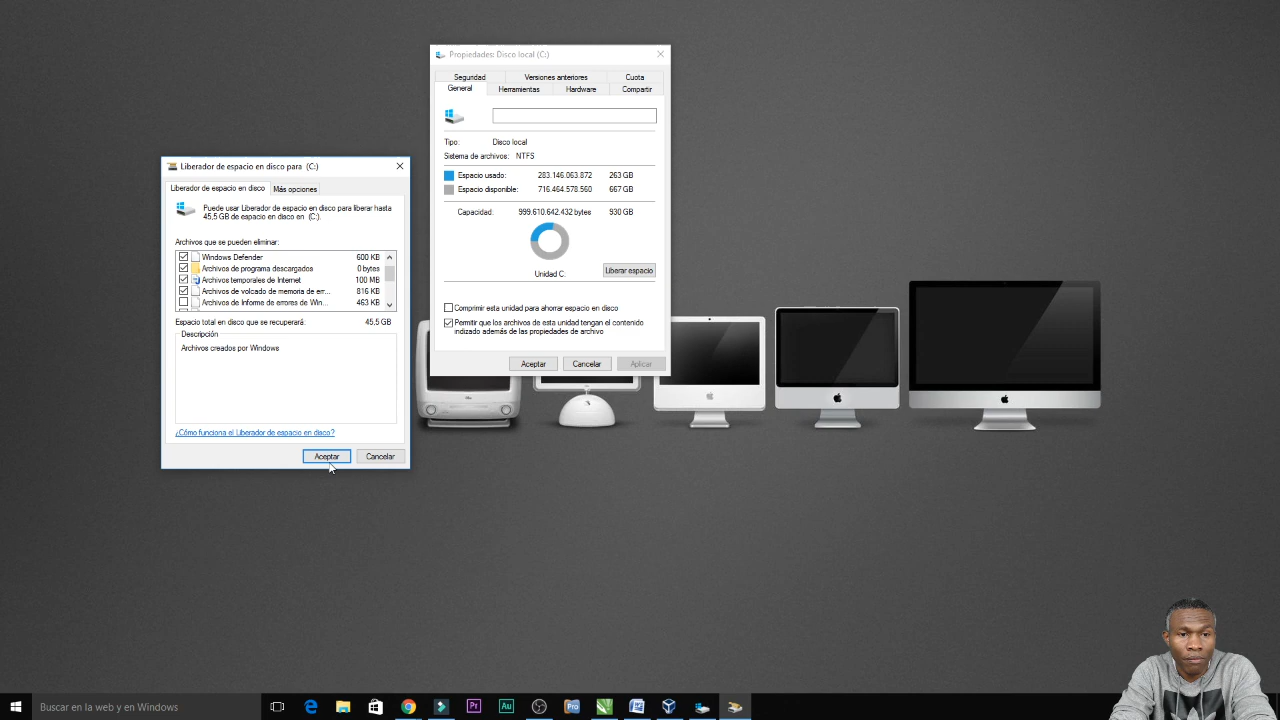 Propiedades: Disco local (C:)
Seguridad Versiones anteriores Cuota
General Herramientas Hardware Compartir
Tipo: Disco local
Sistema de archivos: NTFS
Espacio usado: 283.146.063.872 263 GB
Espacio disponible: 716.464.578.560 667 GB
Capacidad: 999.610.642.432 bytes 930 GB
Unidad C. Liberar espacio
Comprimir esta unidad para ahorrar espacio en disco
Permitir que los archivos de esta unidad tengan el contenido
indizado además de las propiedades de archivo
Aceptar Cancelar Aplicar
Liberador de espacio en disco para (C:)
Liberador de espacio en disco Más opciones
Puede usar Liberador de espacio en disco para liberar hasta
45,5 GB de espacio en disco en (C:).
Archivos que se pueden eliminar:
Windows Defender 600 KB
Archivos de programa descargados 0 bytes
Archivos temporales de Internet 100 MB
Archivos de volcado de memoria de err... 816 KB
Archivos de Informe de errores de Win... 463 KB
Espacio total en disco que se recuperará: 45,5 GB
Descripción
Archivos creados por Windows
¿Cómo funciona el Liberador de espacio en disco?
Aceptar Cancelar
Buscar en la web y en Windows
Pr
Au
Pro